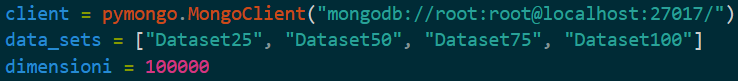 client = pymongo.MongoClient("mongodb://root:root@localhost:27017/")
data_sets = ["Dataset25", "Dataset50", "Dataset75", "Dataset100"]
dimensioni = 100000